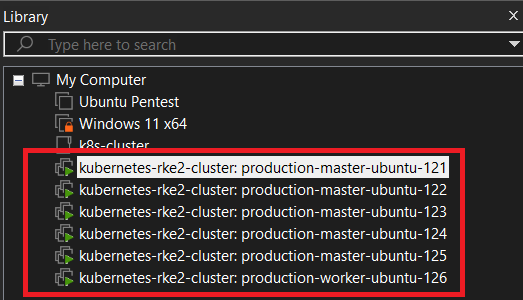 Library
Type here to search
My Computer
Ubuntu Pentest
Windows 11 x64
k8s-cluster
kubernetes-rke2-cluster: production-master-ubuntu-121
kubernetes-rke2-cluster: production-master-ubuntu-122
kubernetes-rke2-cluster: production-master-ubuntu-123
kubernetes-rke2-cluster: production-master-ubuntu-124
kubernetes-rke2-cluster: production-master-ubuntu-125
kubernetes-rke2-cluster: production-worker-ubuntu-126